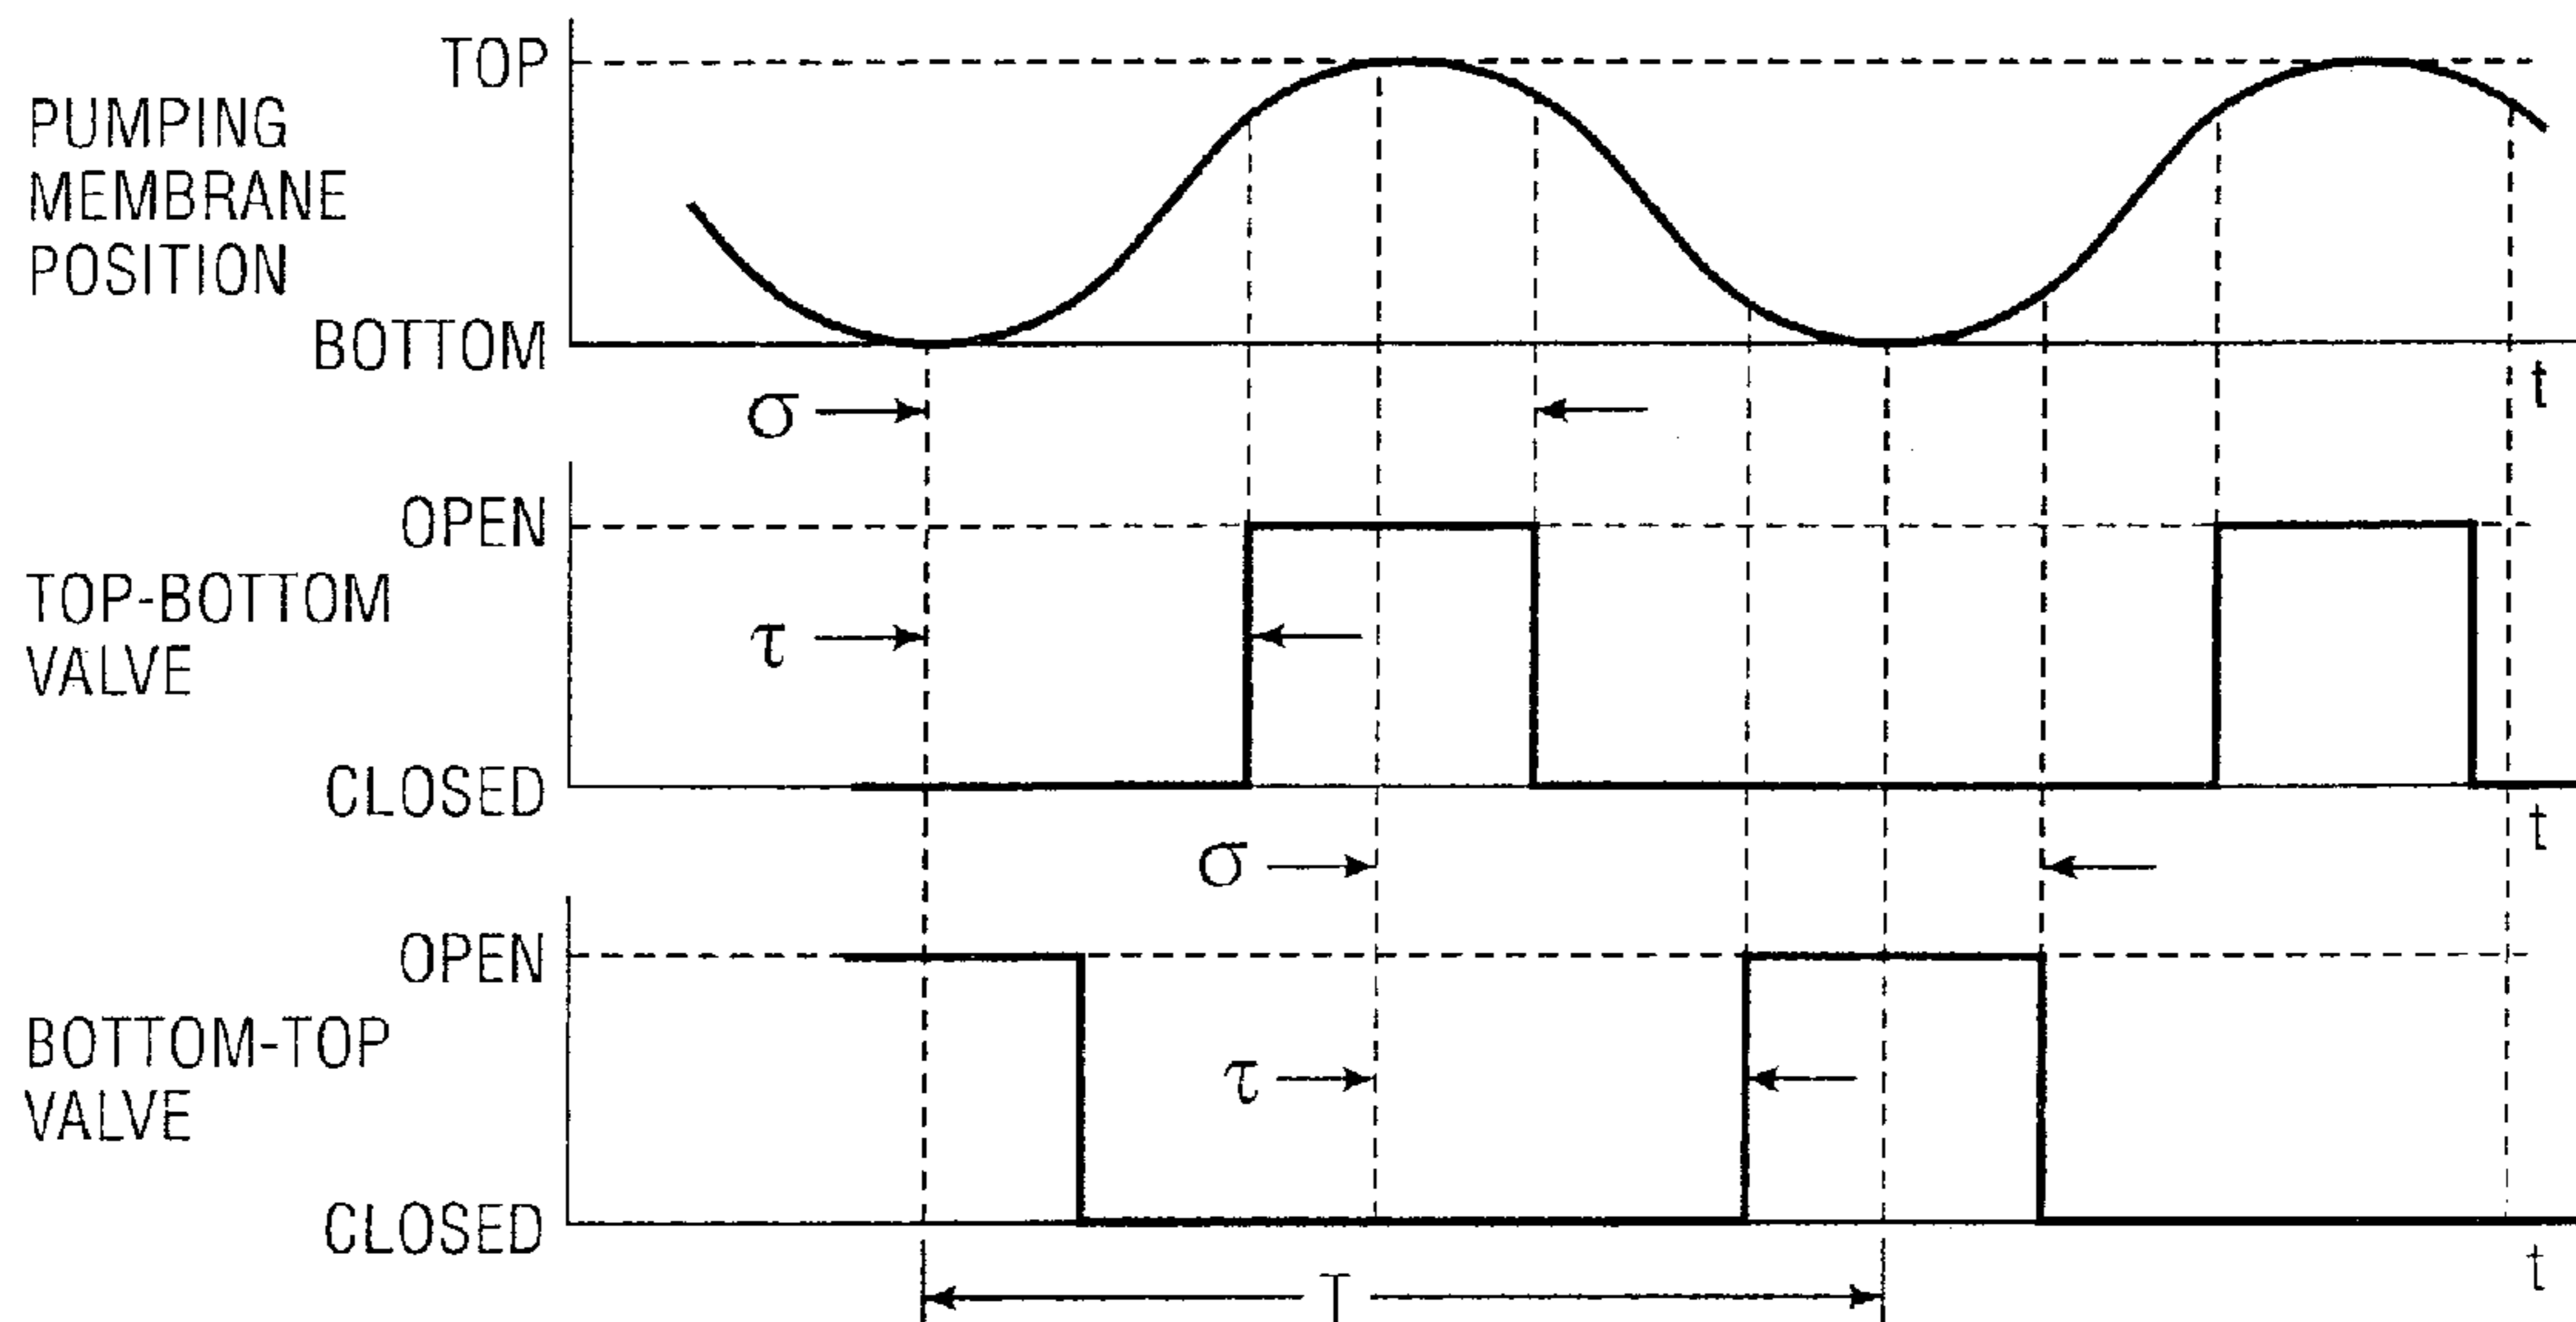 TOP
PUMPING
MEMBRANE
POSITION
BOTTOM
t
σ
OPEN
TOP-BOTTOM
VALVE
τ
CLOSED
t
σ
OPEN
BOTTOM-TOP
VALVE
τ
CLOSED
t
T